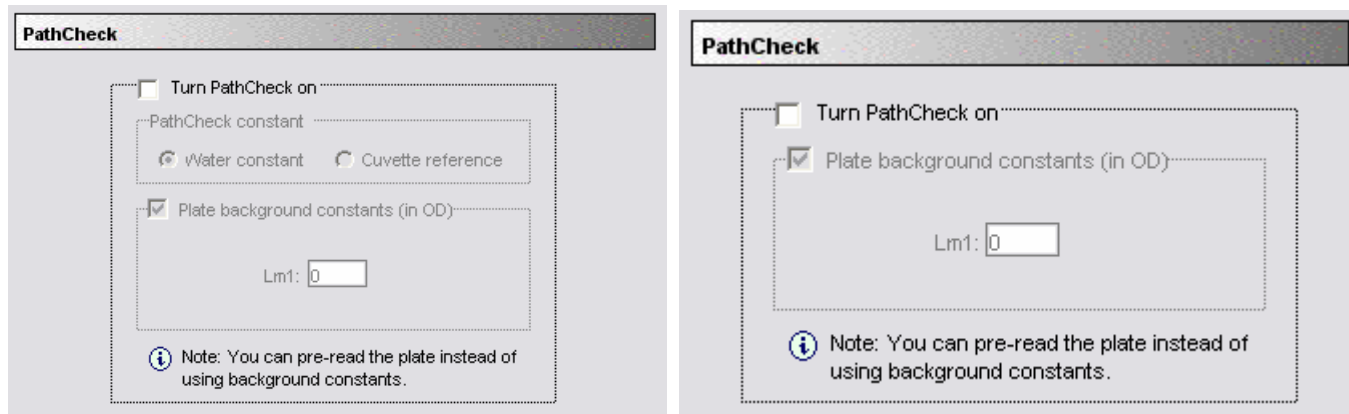 PathCheck
Turn PathCheck on
PathCheck constant
Water constant Cuvette reference
Plate background constants (in OD)
Lm1: 0
Note: You can pre-read the plate instead of
using background constants.
PathCheck
Turn PathCheck on
Plate background constants (in OD)
Lm1: 0
Note: You can pre-read the plate instead of
using background constants.